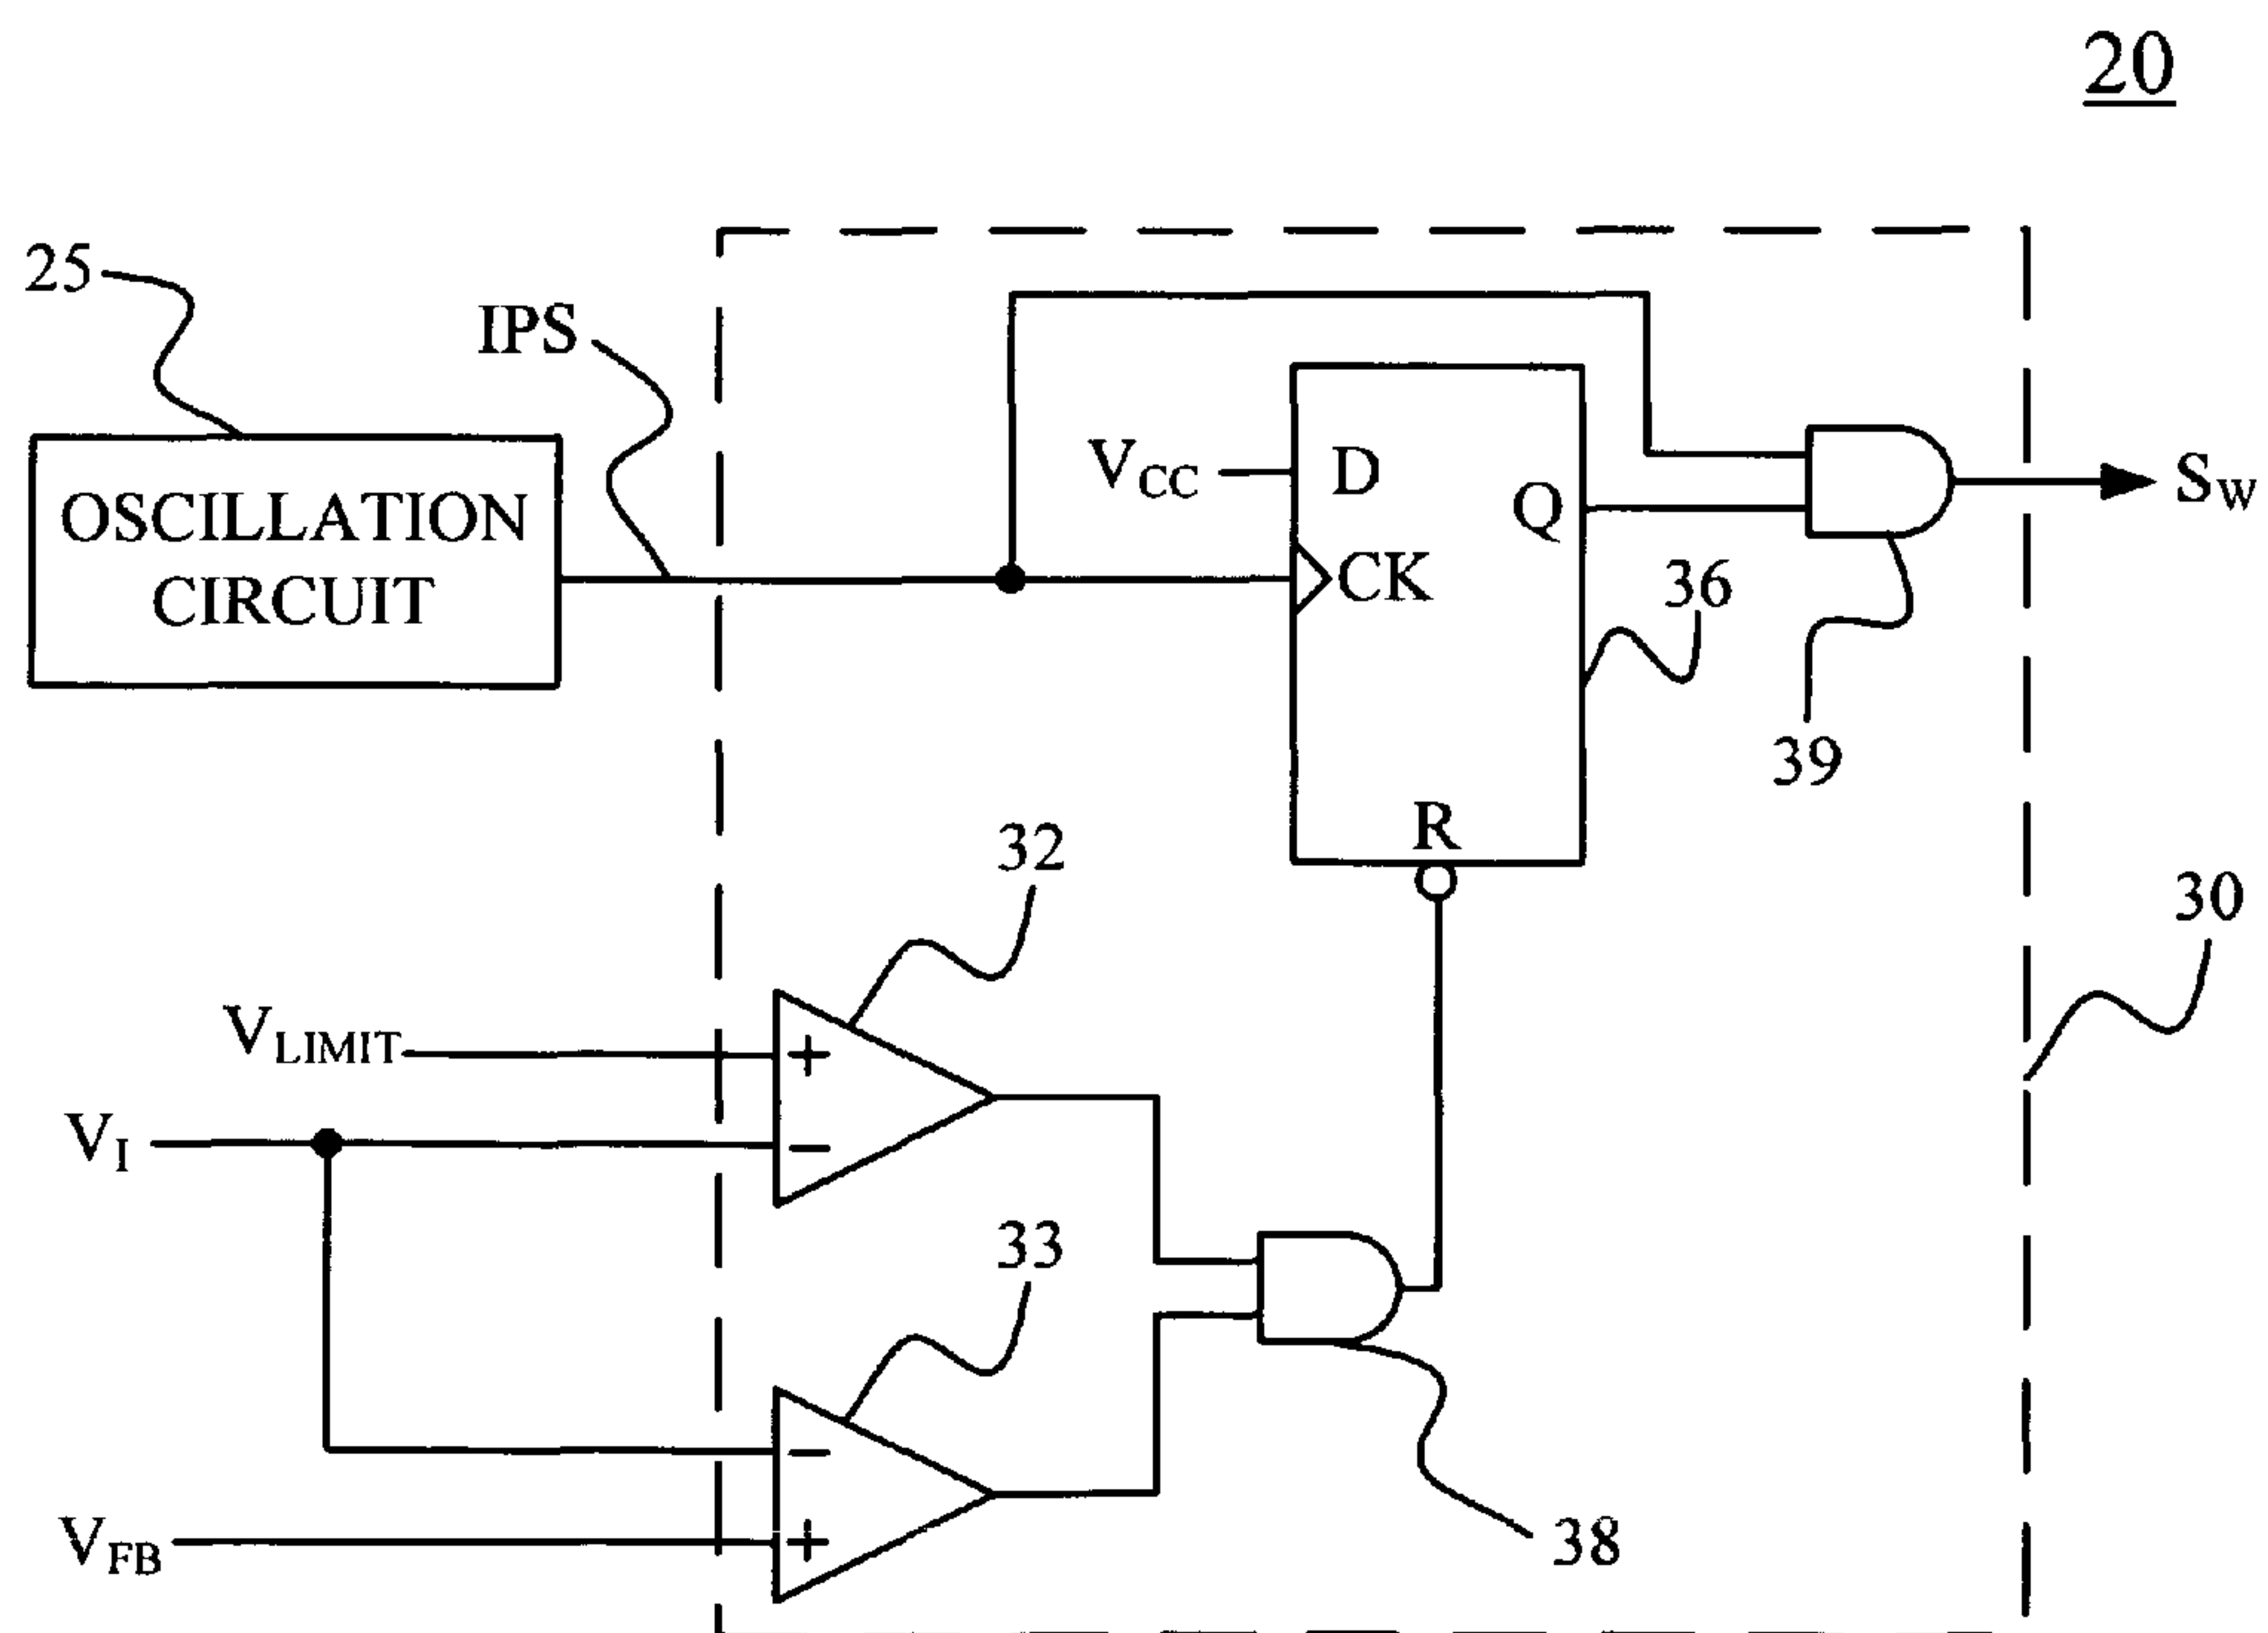 20
25
IPS
OSCILLATION
CIRCUIT
VCC
D
Q
CK
SW
36
39
R
32
30
VLIMIT
+
VI
−
33
−
VFB
+
38